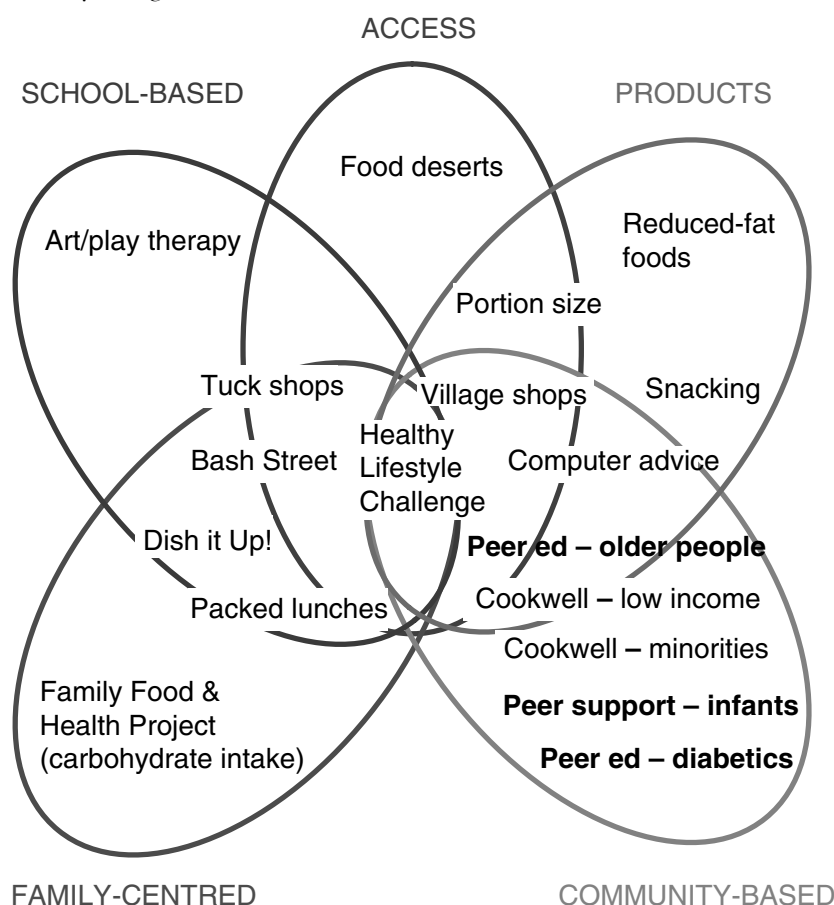 ACCESS
SCHOOL-BASED
PRODUCTS
Food deserts
Art/play therapy
Reduced-fat
foods
Portion size
Tuck shops
Village shops
Snacking
Healthy
Lifestyle
Challenge
Bash Street
Computer advice
Dish it Up!
Peer ed – older people
Packed lunches
Cookwell – low income
Cookwell – minorities
Family Food &
Health Project
(carbohydrate intake)
Peer support – infants
Peer ed – diabetics
FAMILY-CENTRED
COMMUNITY-BASED